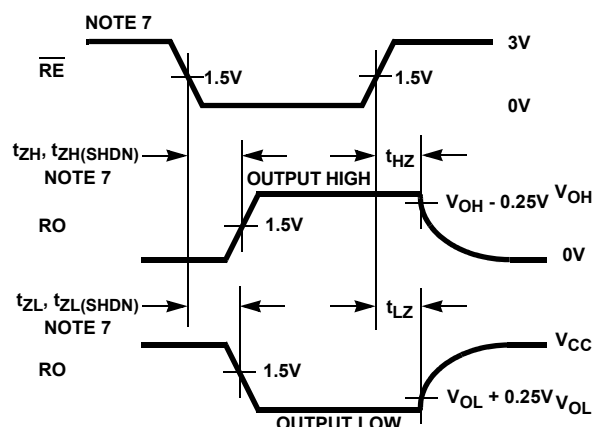 NOTE 7
RE
1.5V
1.5V
3V
0V
tZH, tZH(SHDN)
NOTE 7
tHZ
OUTPUT HIGH
VOH - 0.25V
VOH
RO
1.5V
0V
tZL, tZL(SHDN)
NOTE 7
tLZ
RO
1.5V
VCC
VOL + 0.25V
VOL
OUTPUT LOW